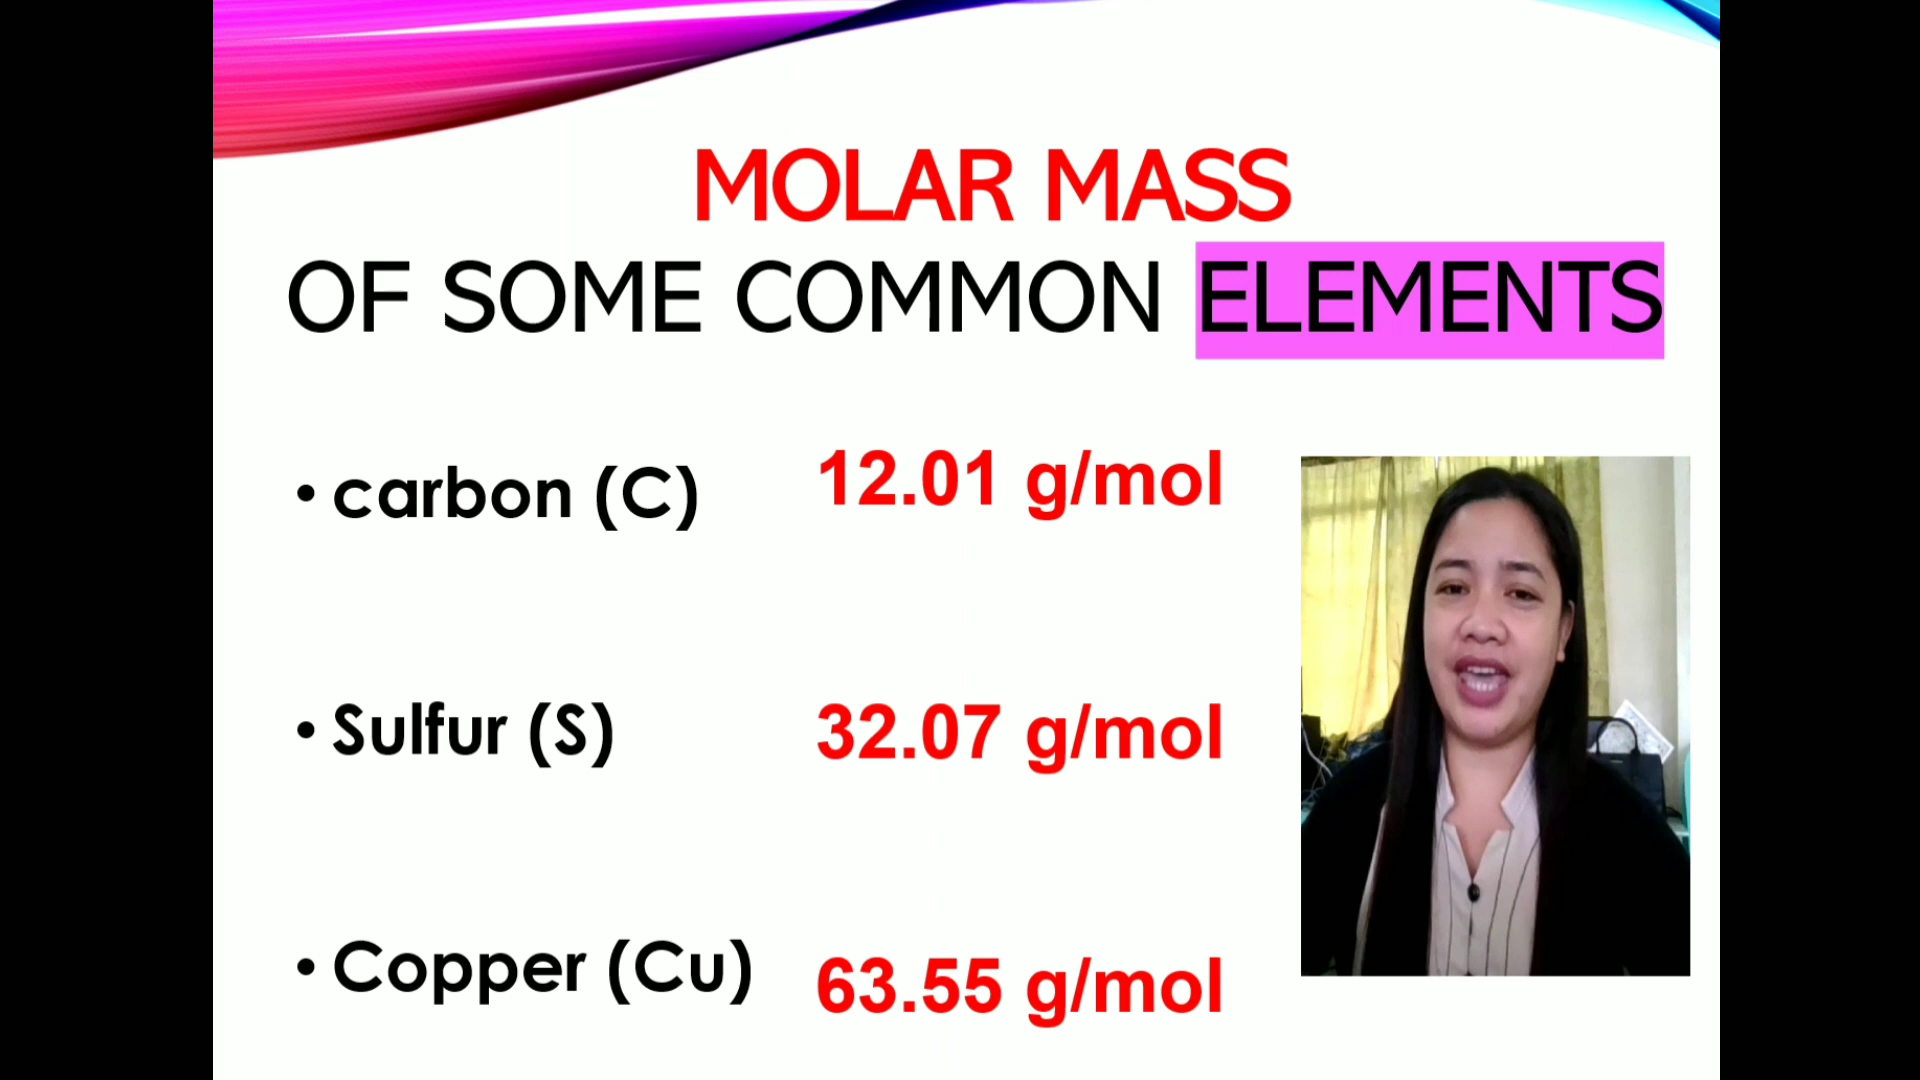 MOLAR MASS
OF SOME COMMON ELEMENTS
• carbon (C) 12.01 g/mol
• Sulfur (S) 32.07 g/mol
• Copper (Cu) 63.55 g/mol